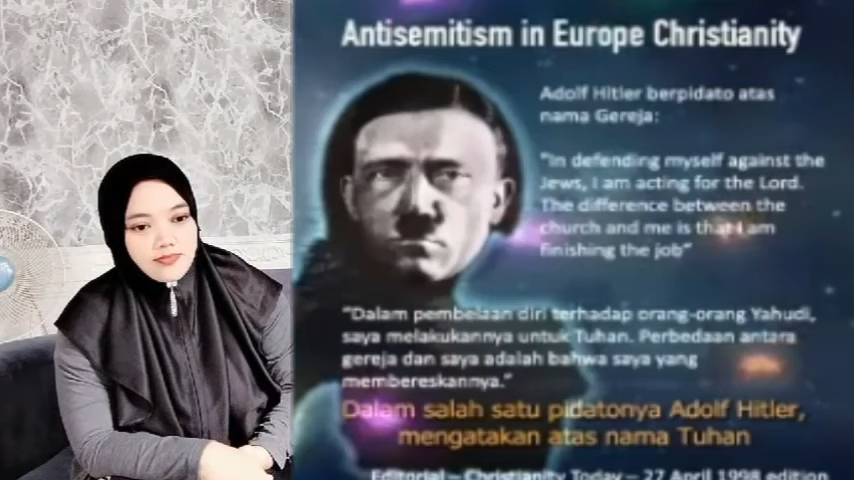 Antisemitism in Europe Christianity
Adolf Hitler berpidato atas
nama Gereja:
"In defending myself against the
Jews, I am acting for the Lord.
The difference between the
church and me is that I am
finishing the job"
"Dalam pembelaan diri terhadap orang-orang Yahudi,
saya melakukannya untuk Tuhan. Perbedaan antara
gereja dan saya adalah bahwa saya yang
membereskannya."
Dalam salah satu pidatonya Adolf Hitler,
mengatakan atas nama Tuhan
Editorial – Christianity Today – 27 April 1998 edition